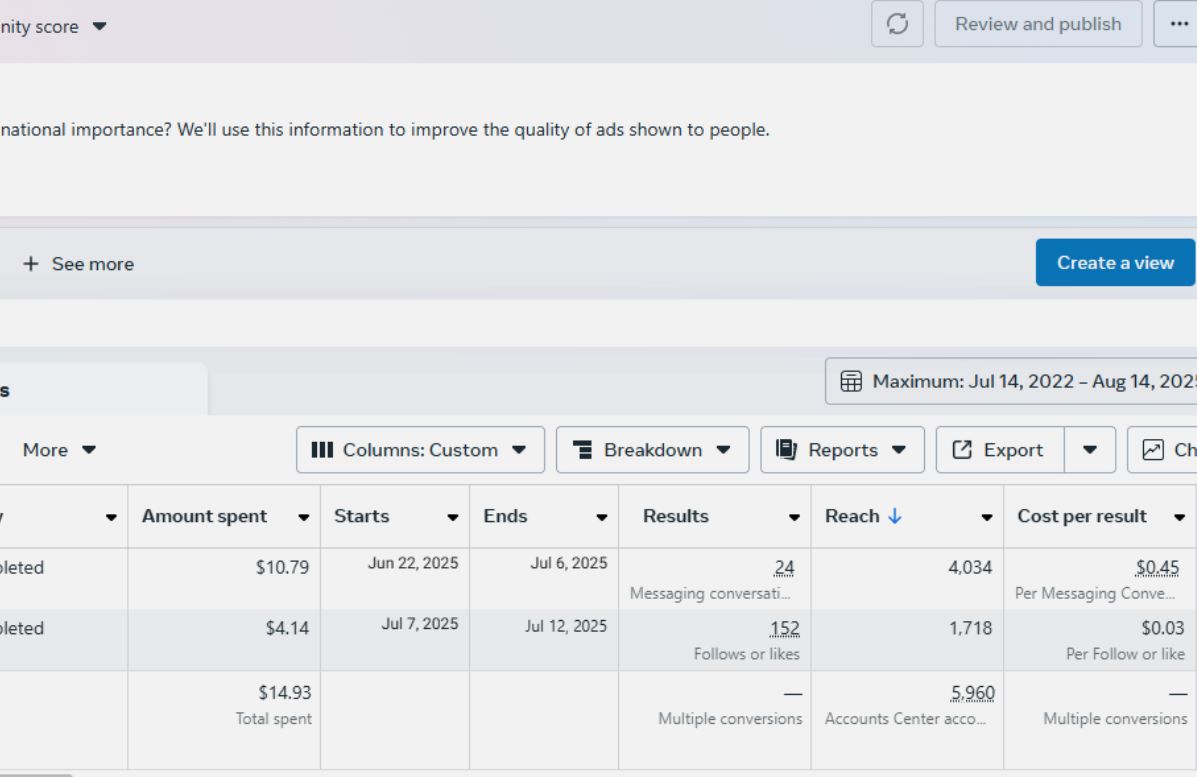 nity score
Review and publish
national importance? We'll use this information to improve the quality of ads shown to people.
+ See more
Create a view
s
Maximum: Jul 14, 2022 – Aug 14, 202
More
Columns: Custom
Breakdown
Reports
Export
Ch
y Amount spent Starts Ends Results Reach Cost per result
pleted $10.79 Jun 22, 2025 Jul 6, 2025 24 4,034 $0.45
Messaging conversati... Per Messaging Conve...
pleted $4.14 Jul 7, 2025 Jul 12, 2025 152 1,718 $0.03
Follows or likes Per Follow or like
$14.93 — 5,960 —
Total spent Multiple conversions Accounts Center acco... Multiple conversions